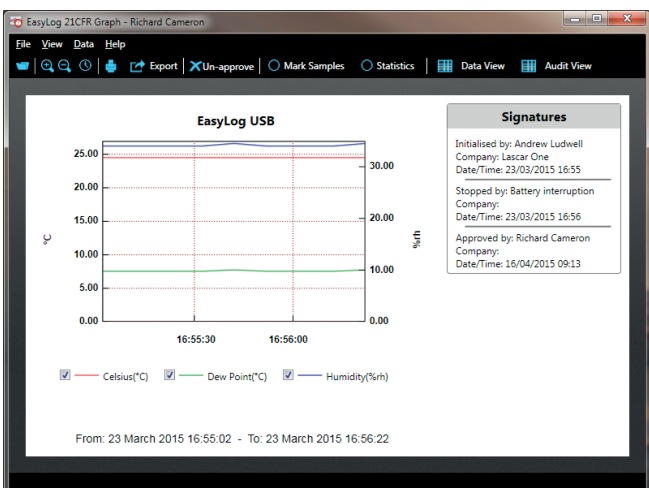 EasyLog 21CFR Graph - Richard Cameron
File View Data Help
Export Un-approve Mark Samples Statistics Data View Audit View
EasyLog USB
25.00
20.00
15.00
10.00
5.00
0.00
°C
30.00
20.00
10.00
0.00
%rh
16:55:30 16:56:00
Celsius(°C) Dew Point(°C) Humidity(%rh)
From: 23 March 2015 16:55:02 - To: 23 March 2015 16:56:22
Signatures
Initialised by: Andrew Ludwell
Company: Lascar One
Date/Time: 23/03/2015 16:55
Stopped by: Battery interruption
Company:
Date/Time: 23/03/2015 16:56
Approved by: Richard Cameron
Company:
Date/Time: 16/04/2015 09:13